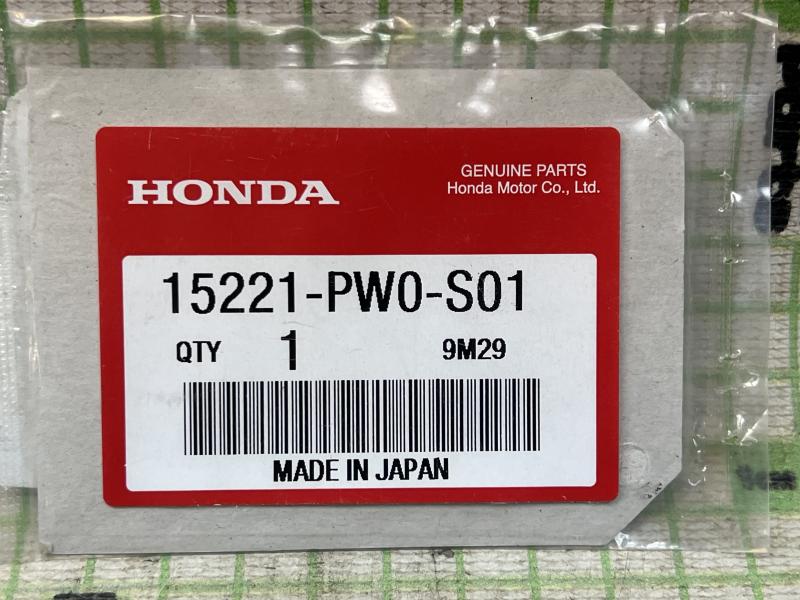 HONDA
GENUINE PARTS
Honda Motor Co., Ltd.
15221-PW0-S01
QTY 1 9M29
MADE IN JAPAN